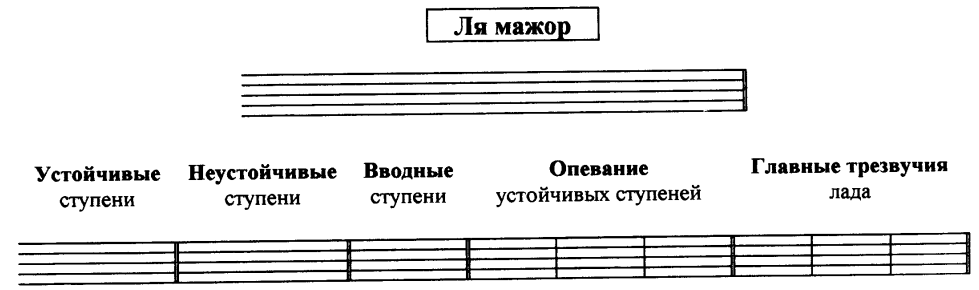 Ля мажор
Устойчивые Неустойчивые Вводные Опевание Главные трезвучия
ступени ступени ступени устойчивых ступеней лада